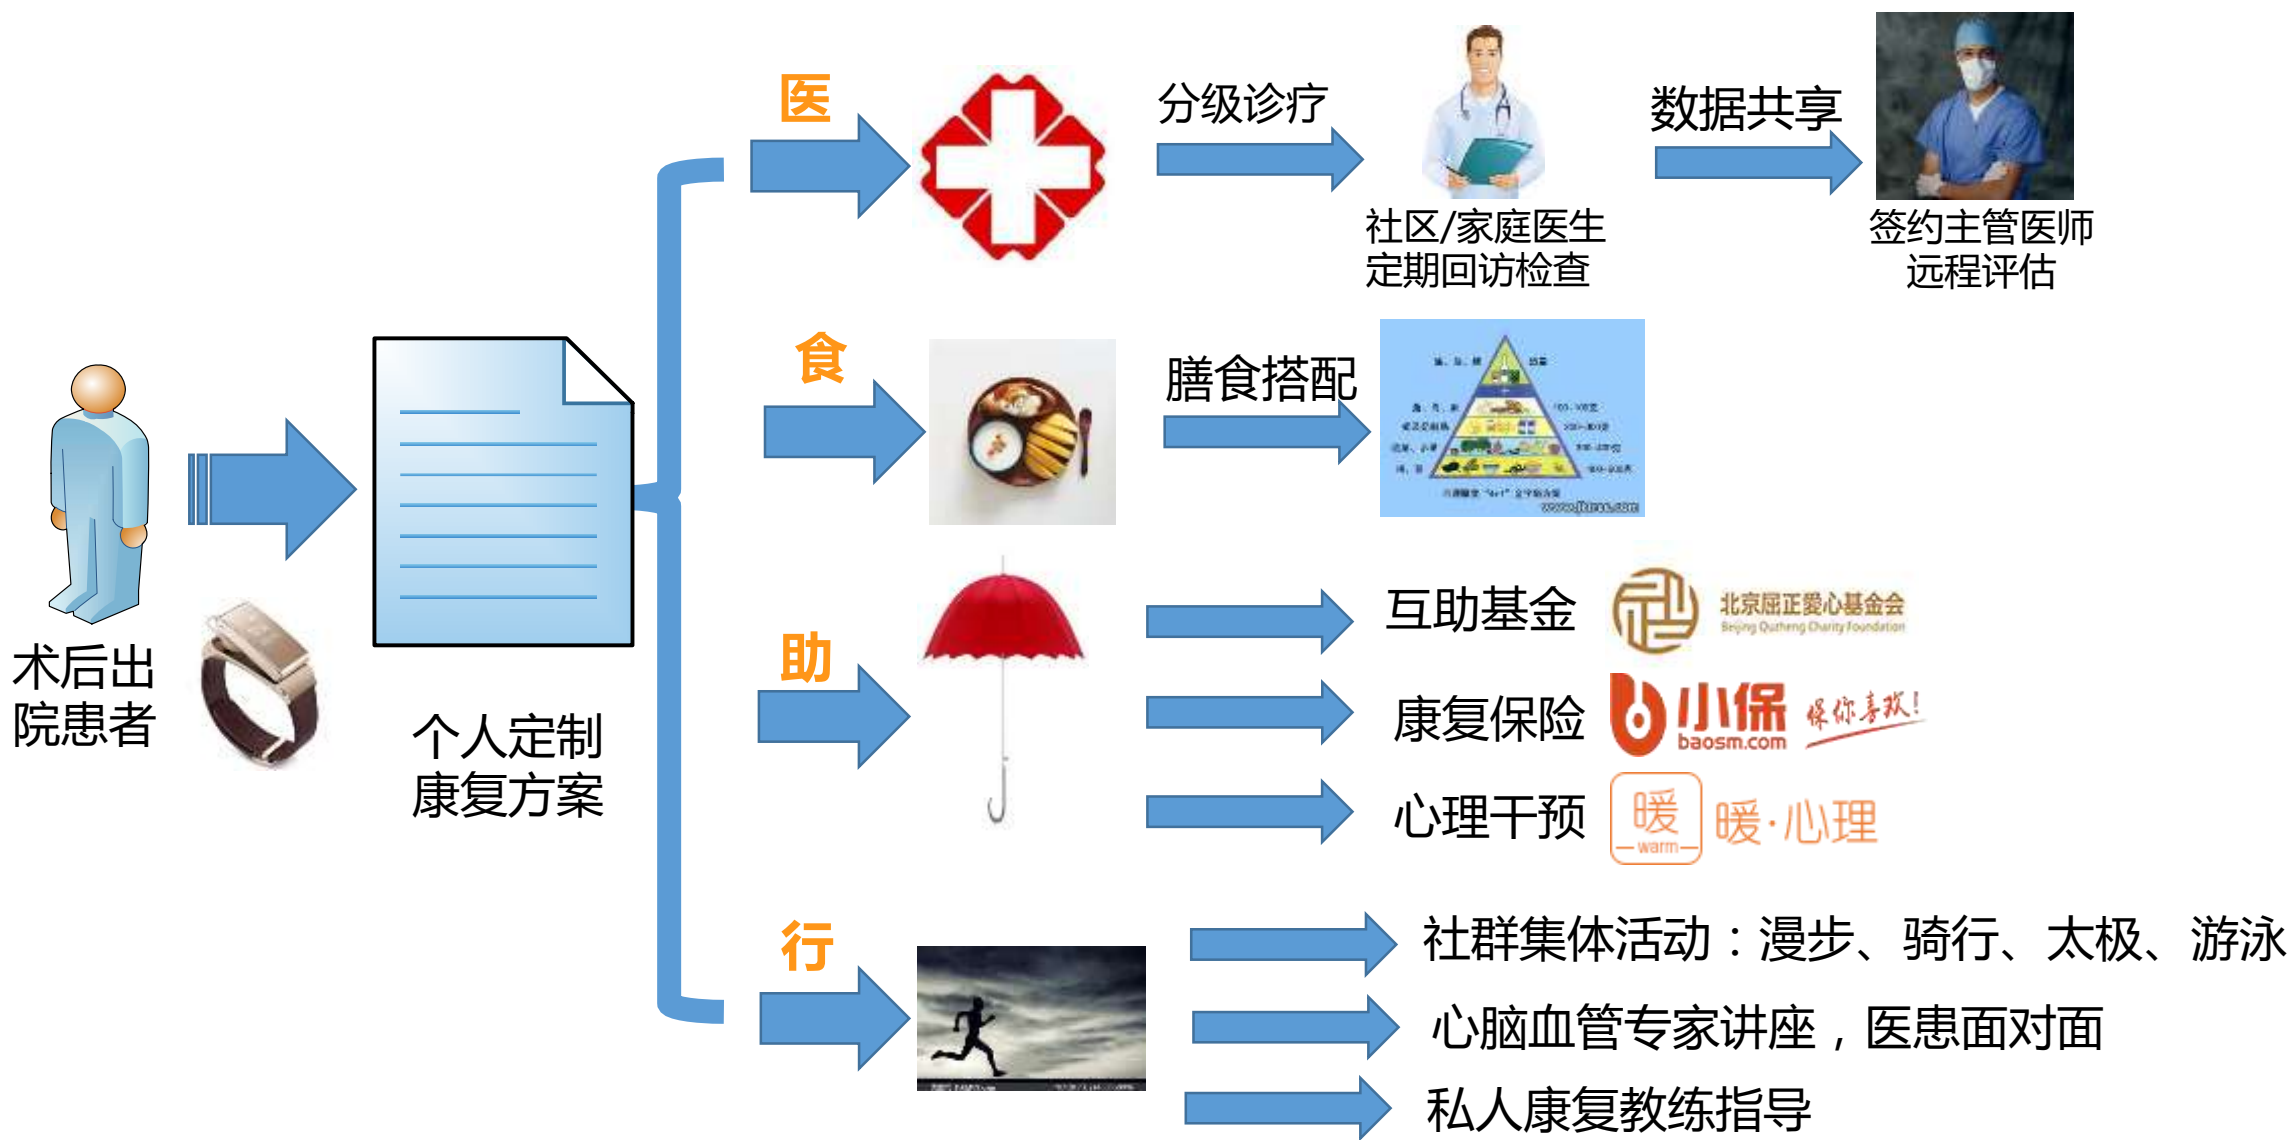 医
分级诊疗
数据共享
社区/家庭医生
定期回访检查
签约主管医师
远程评估
食
膳食搭配
术后出
院患者
个人定制
康复方案
助
互助基金
北京屈正爱心基金会
Beijing Quzheng Charity Foundation
康复保险
小保
baosm.com
保你喜欢!
心理干预
暖
warm
暖·心理
行
社群集体活动：漫步、骑行、太极、游泳
心脑血管专家讲座，医患面对面
私人康复教练指导